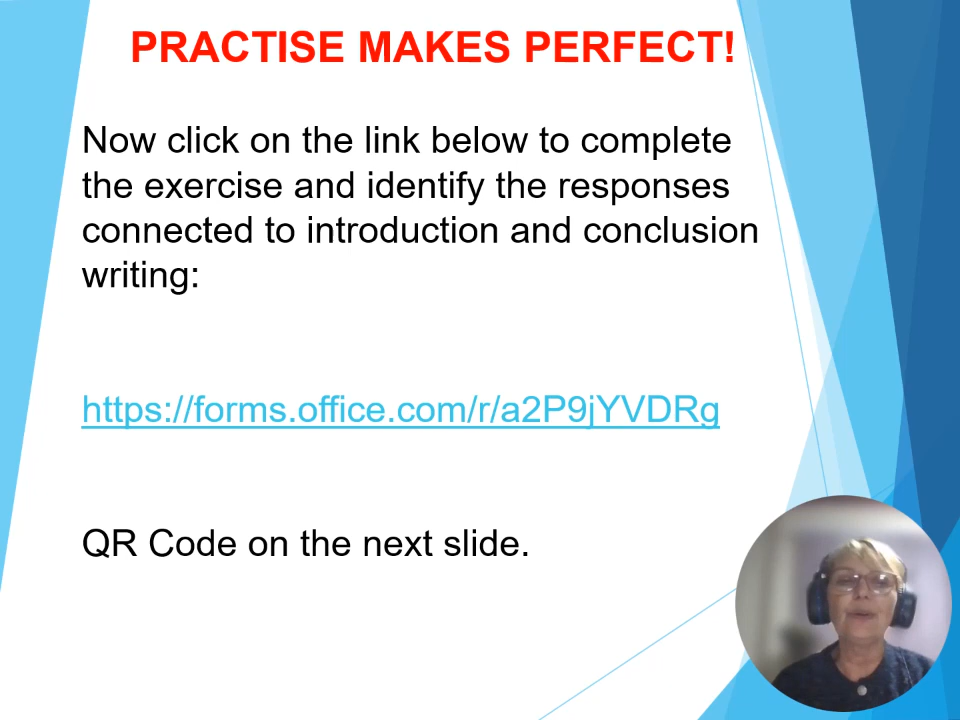 PRACTISE MAKES PERFECT!
Now click on the link below to complete
the exercise and identify the responses
connected to introduction and conclusion
writing:
https://forms.office.com/r/a2P9jYVDRg
QR Code on the next slide.